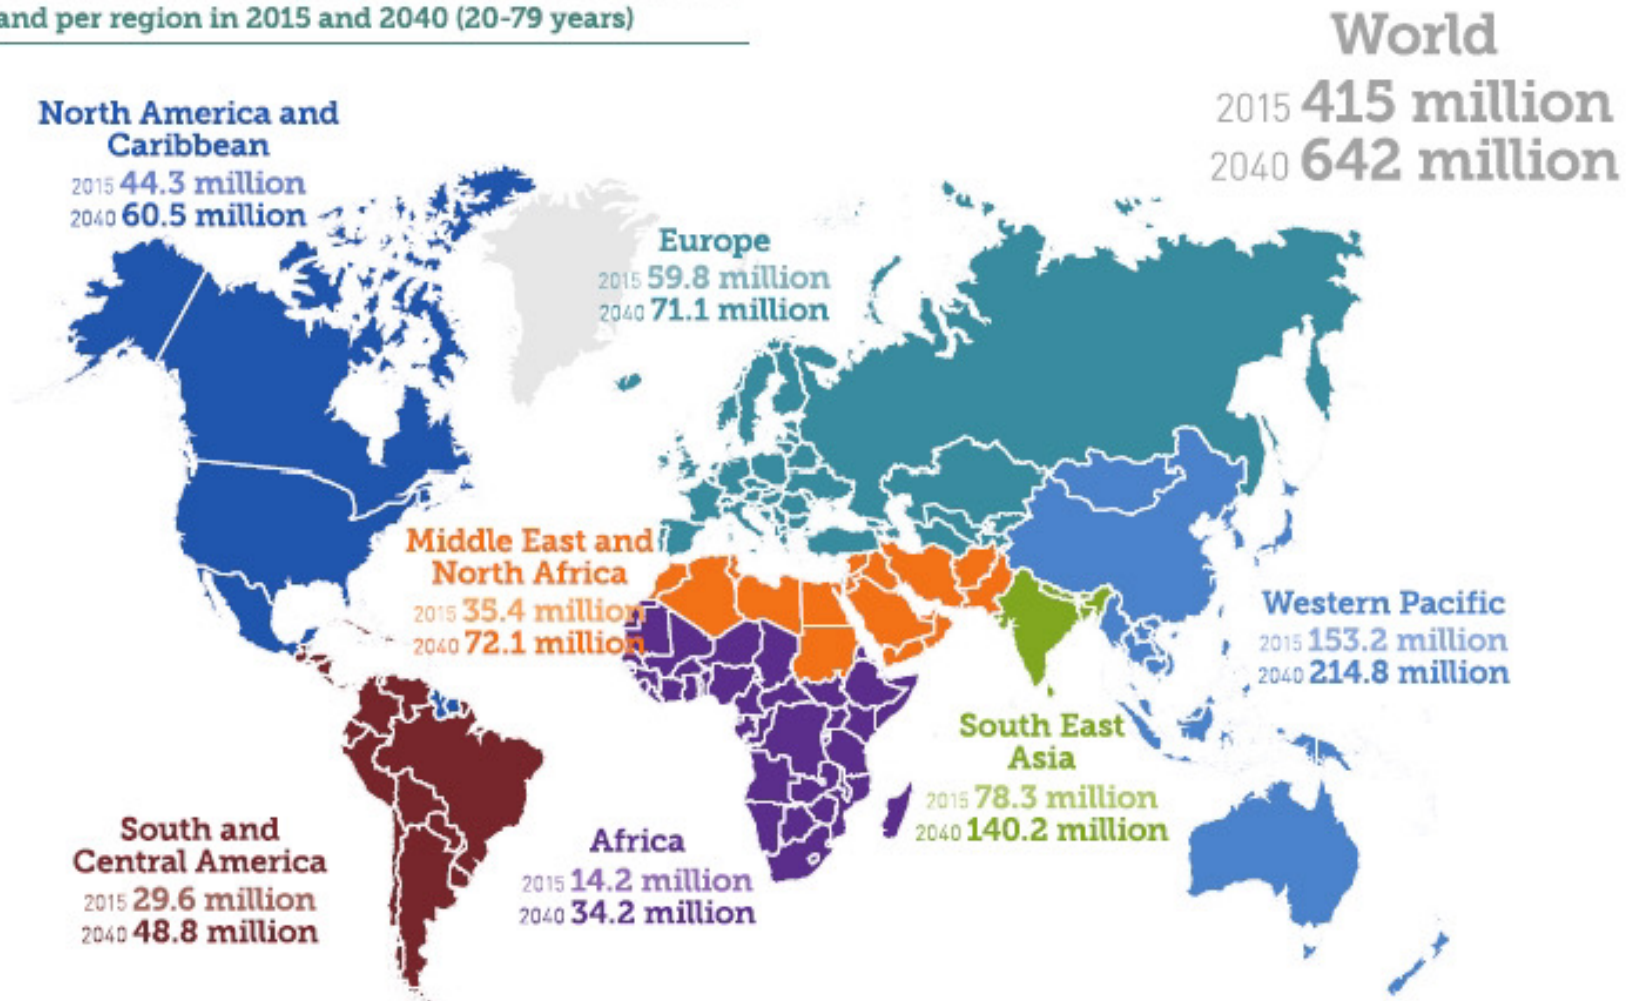 and per region in 2015 and 2040 (20-79 years)
World
2015 415 million
2040 642 million
North America and
Caribbean
2015 44.3 million
2040 60.5 million
Europe
2015 59.8 million
2040 71.1 million
Middle East and
North Africa
2015 35.4 million
2040 72.1 million
Western Pacific
2015 153.2 million
2040 214.8 million
South East
Asia
2015 78.3 million
2040 140.2 million
South and
Central America
2015 29.6 million
2040 48.8 million
Africa
2015 14.2 million
2040 34.2 million